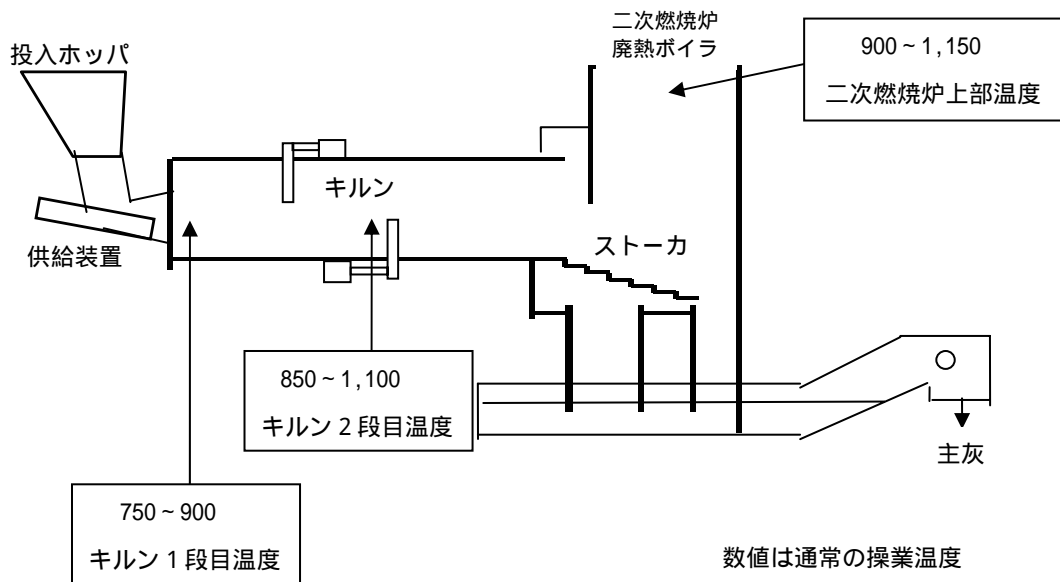 投入ホッパ
供給装置
キルン
二次燃焼炉
廃熱ボイラ
900~1,150
二次燃焼炉上部温度
ストーカ
850~1,100
キルン2段目温度
750~900
キルン1段目温度
主灰
数値は通常の操業温度